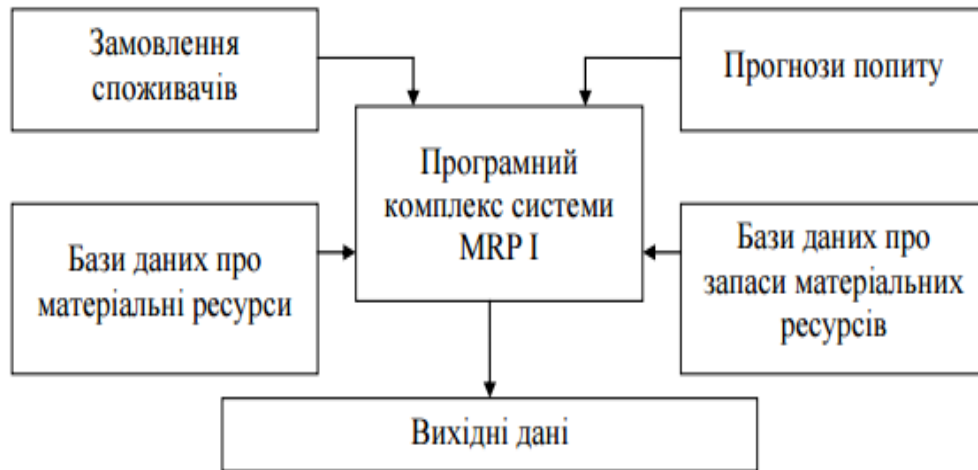 Замовлення
споживачів
Прогнози попиту
Програмний
комплекс системи
MRP I
Бази даних про
матеріальні ресурси
Бази даних про
запаси матеріальних
ресурсів
Вихідні дані